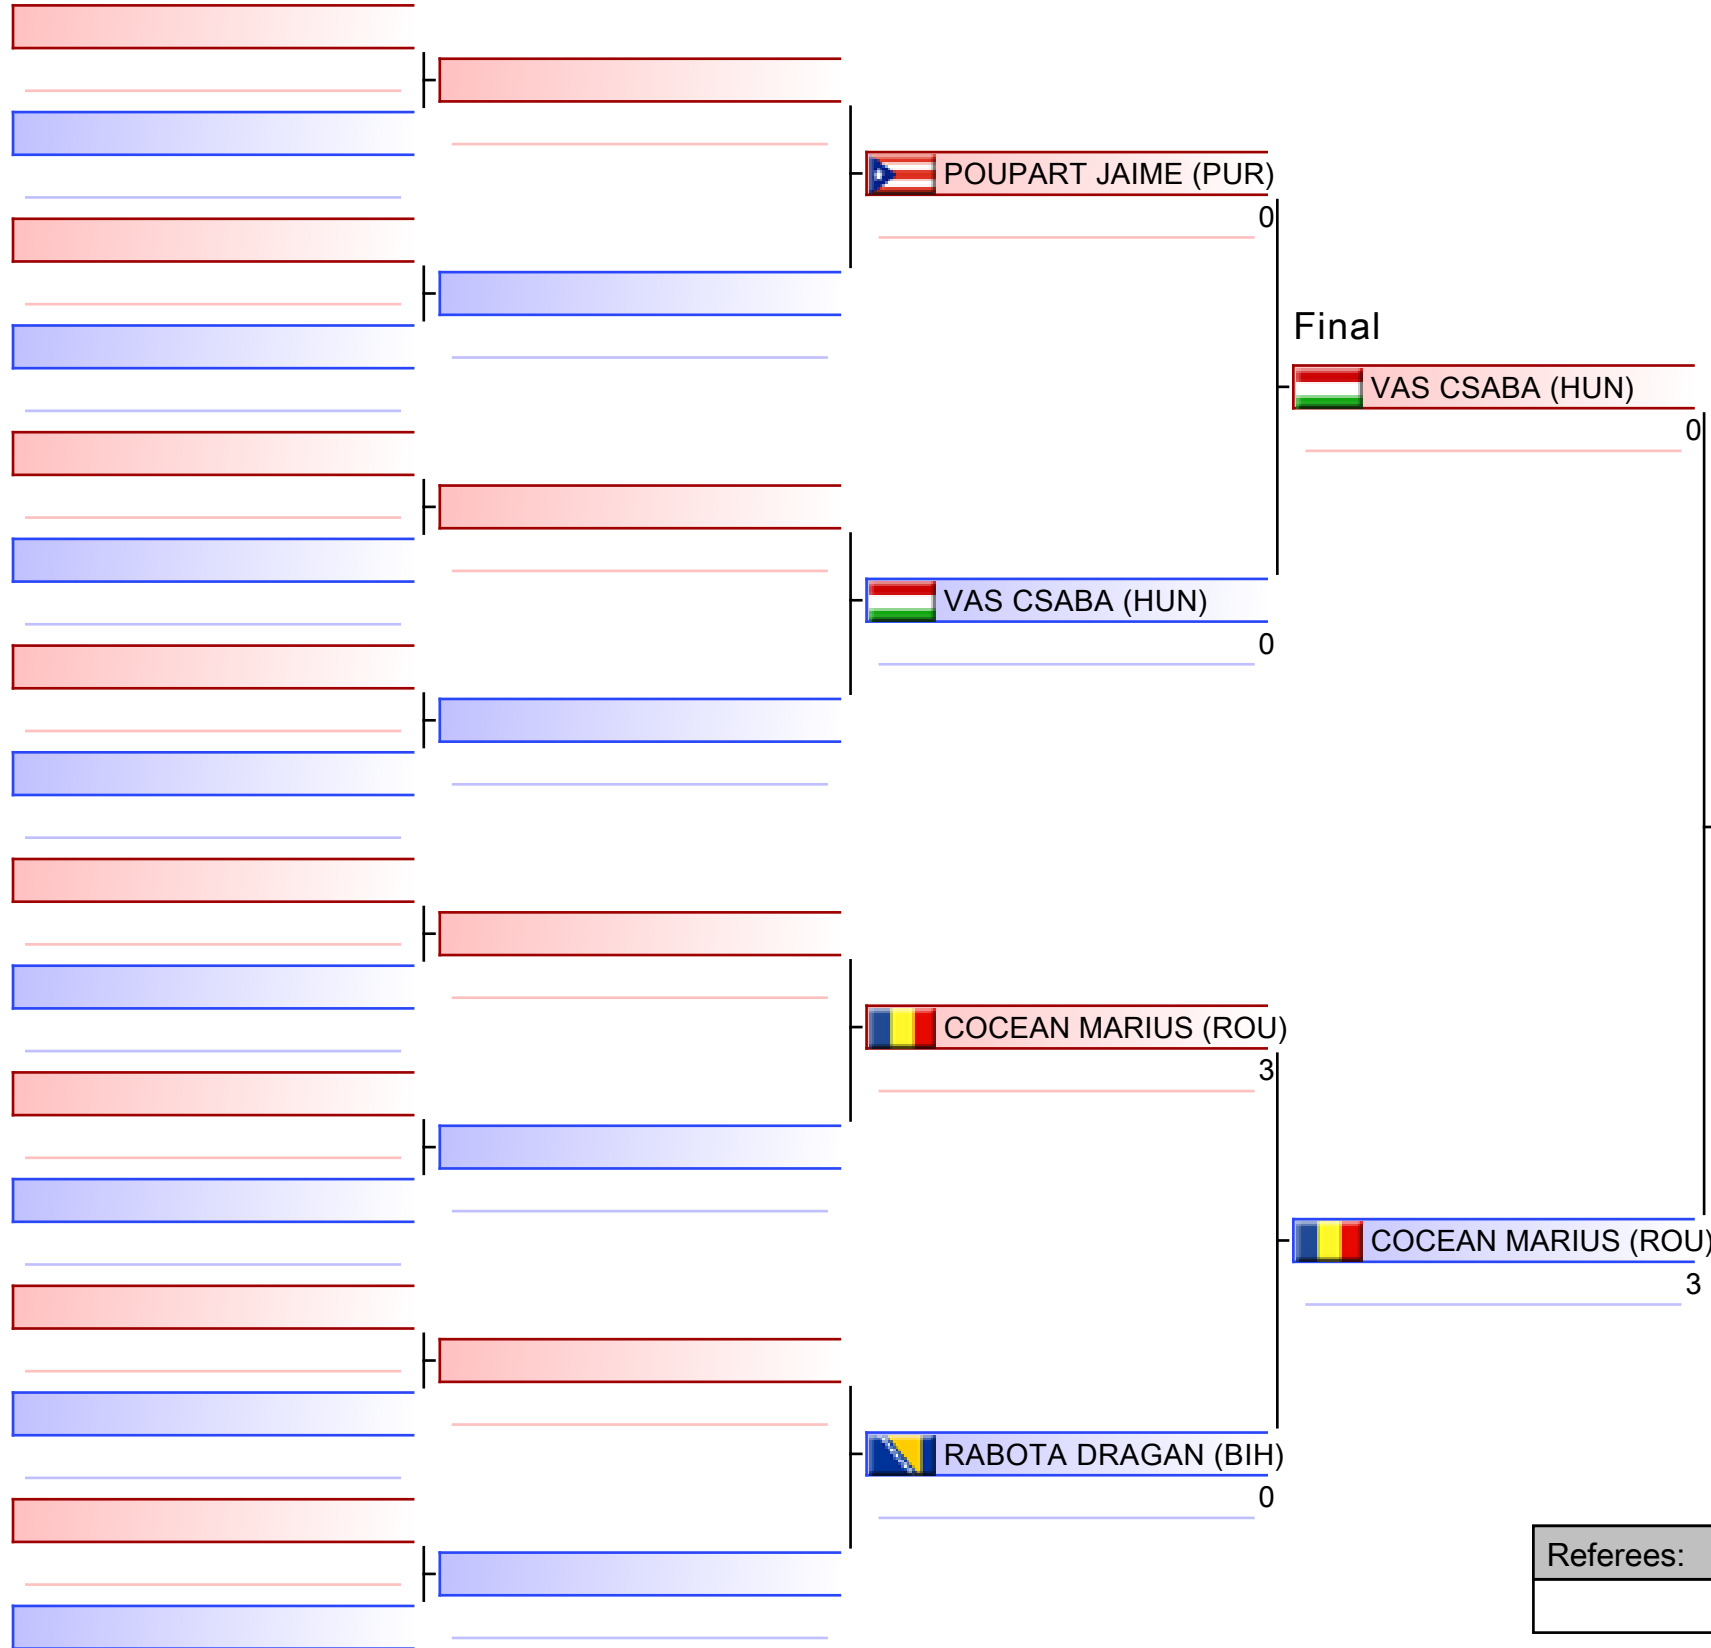 POUPART JAIME (PUR)
0
Final
VAS CSABA (HUN)
0
VAS CSABA (HUN)
0
COCEAN MARIUS (ROU)
3
COCEAN MARIUS (ROU)
3
RABOTA DRAGAN (BIH)
0
Referees: